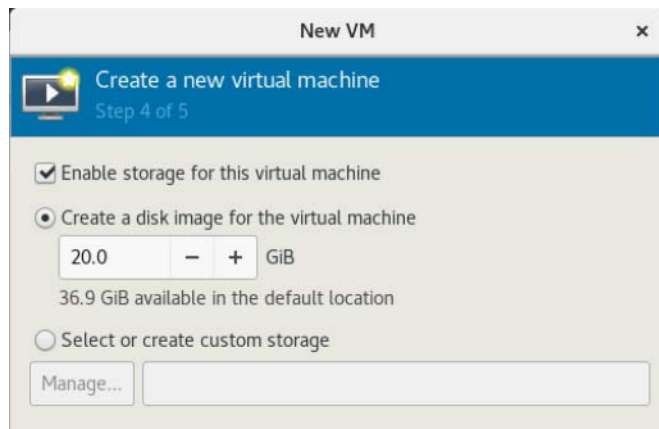 New VM
Create a new virtual machine
Step 4 of 5
Enable storage for this virtual machine
Create a disk image for the virtual machine
20.0 − + GiB
36.9 GiB available in the default location
Select or create custom storage
Manage...